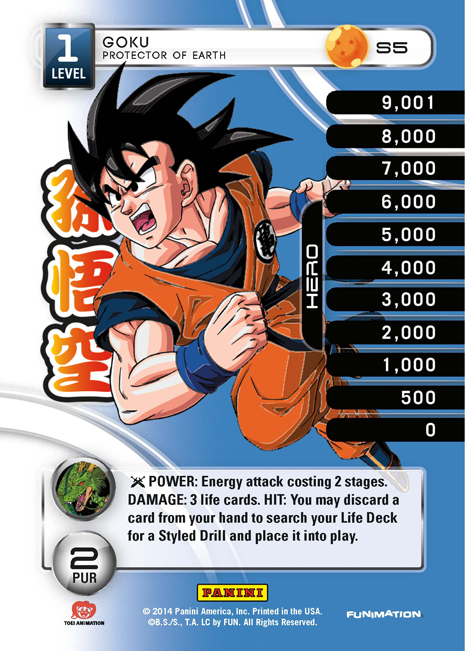 1
LEVEL
GOKU
PROTECTOR OF EARTH
S5
9,001
8,000
7,000
6,000
5,000
4,000
3,000
2,000
1,000
500
0
HERO
孫
悟
空
POWER: Energy attack costing 2 stages.
DAMAGE: 3 life cards. HIT: You may discard a
card from your hand to search your Life Deck
for a Styled Drill and place it into play.
2
PUR
PANINI
TOEI ANIMATION
© 2014 Panini America, Inc. Printed in the USA.
©B.S./S., T.A. LC by FUN. All Rights Reserved.
FUNIMATION